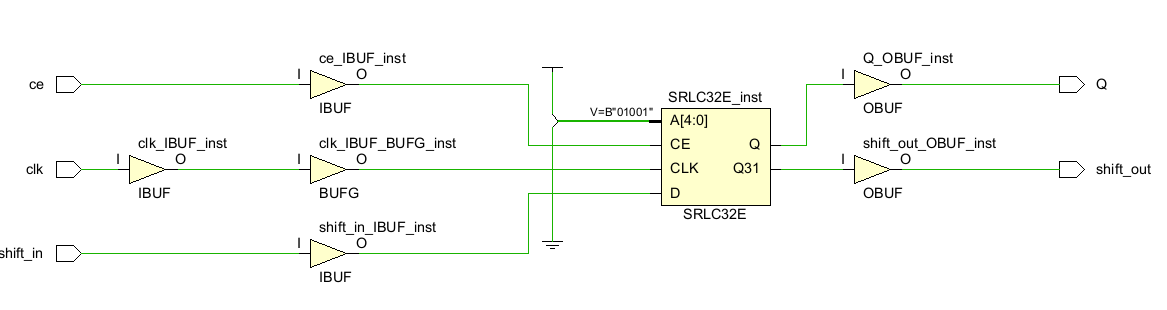 ce_IBUF_inst
Q_OBUF_inst
ce
I
O
I
O
Q
IBUF
SRLC32E_inst
OBUF
V=B"01001"
A[4:0]
clk_IBUF_inst
clk_IBUF_BUFG_inst
CE
Q
shift_out_OBUF_inst
clk
I
O
I
O
CLK
Q31
I
O
shift_out
IBUF
BUFG
D
OBUF
SRLC32E
shift_IBUF_inst
shift_in
I
O
IBUF